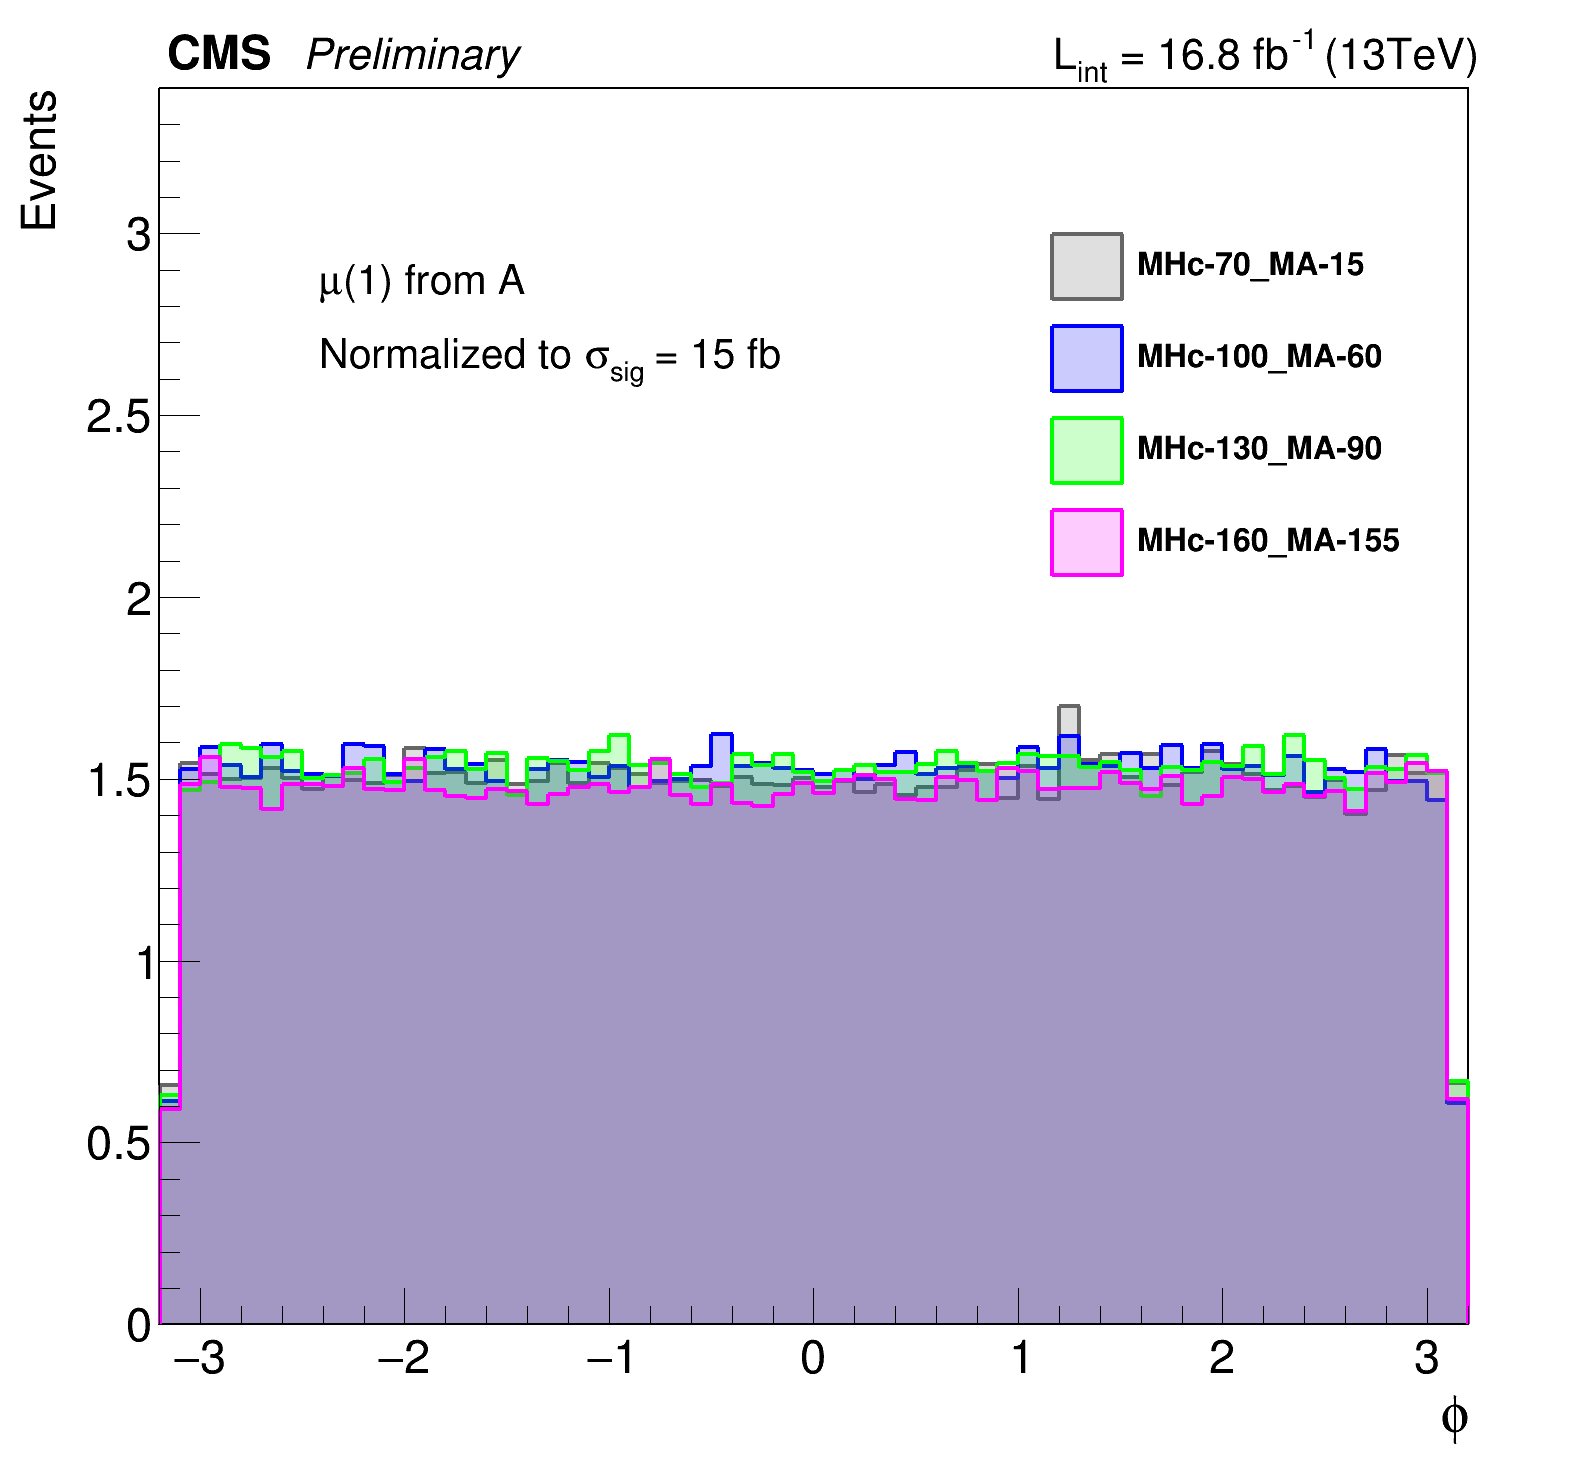 CMS Preliminary
L_int = 16.8 fb^-1 (13TeV)
Events
μ(1) from A
Normalized to σ_sig = 15 fb
MHc-70_MA-15
MHc-100_MA-60
MHc-130_MA-90
MHc-160_MA-155
3
2.5
2
1.5
1
0.5
0
−3 −2 −1 0 1 2 3
ϕ